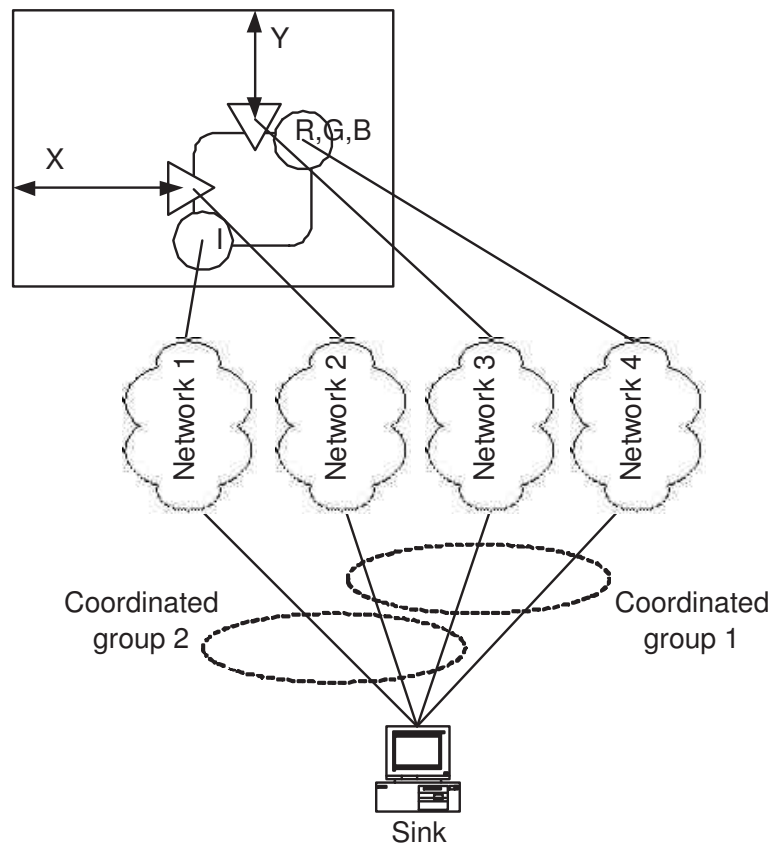 Y
R,G,B
X
I
Network 1
Network 2
Network 3
Network 4
Coordinated
group 2
Coordinated
group 1
Sink